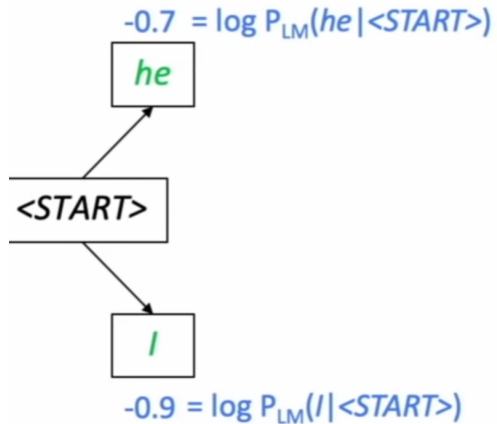 -0.7 = log P_LM(he|<START>)
he
<START>
I
-0.9 = log P_LM(I|<START>)